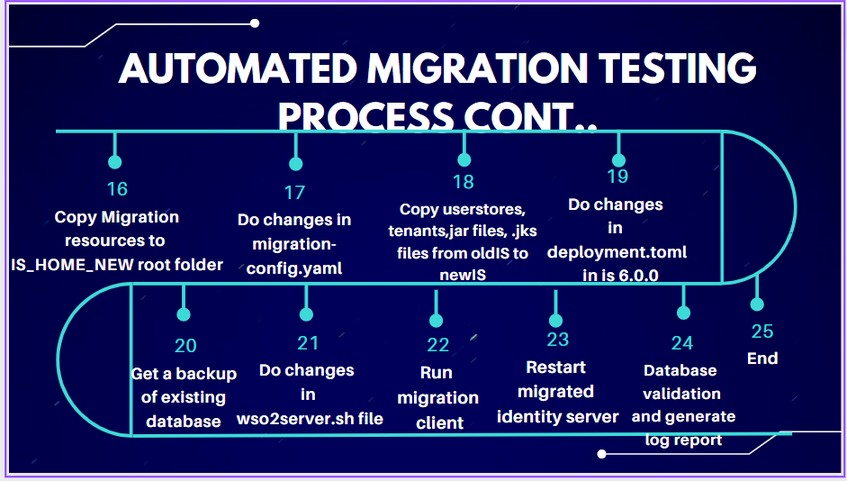 AUTOMATED MIGRATION TESTING
PROCESS CONT..
16
Copy Migration
resources to
IS_HOME_NEW root folder
17
Do changes in
migration-
config.yaml
18
Copy userstores,
tenants,jar files, .jks
files from oldIS to
newIS
19
Do changes
in
deployment.toml
in is 6.0.0
20
Get a backup
of existing
database
21
Do changes
in
wso2server.sh file
22
Run
migration
client
23
Restart
migrated
identity server
24
Database
validation
and generate
log report
25
End